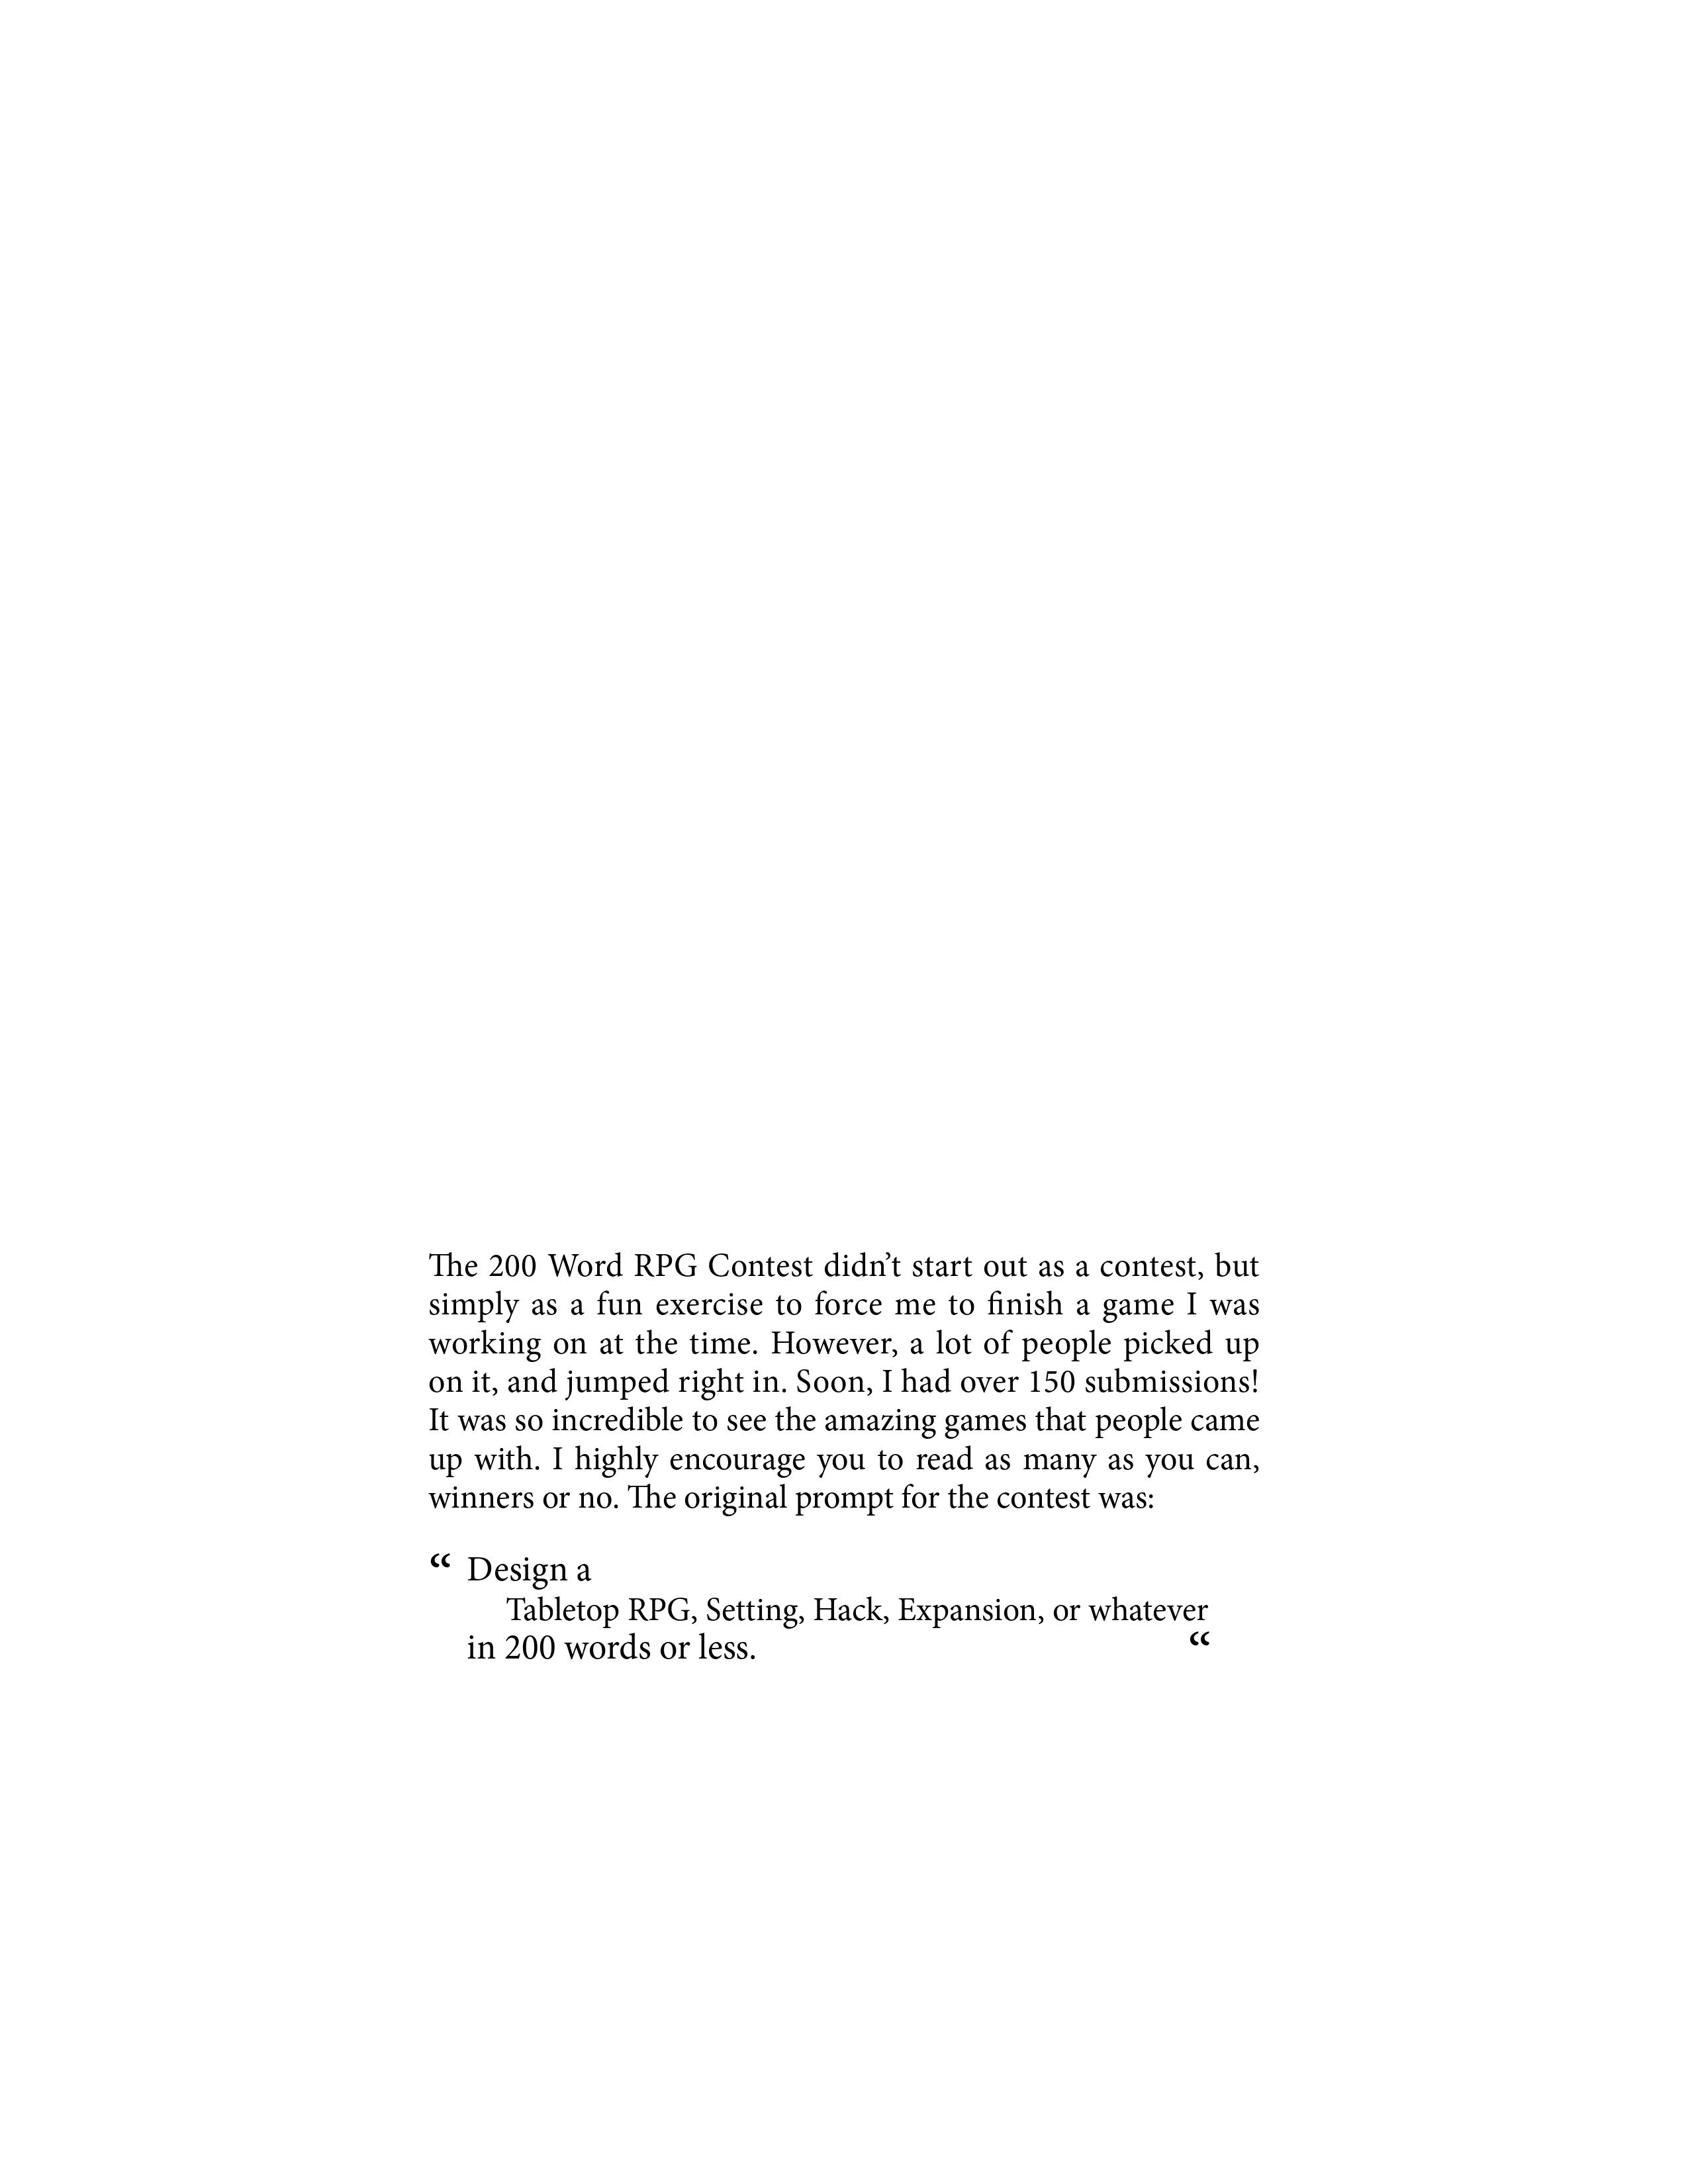 The 200 Word RPG Contest didn’t start out as a contest, but
simply as a fun exercise to force me to finish a game I was
working on at the time. However, a lot of people picked up
on it, and jumped right in. Soon, I had over 150 submissions!
It was so incredible to see the amazing games that people came
up with. I highly encourage you to read as many as you can,
winners or no. The original prompt for the contest was:
“ Design a
Tabletop RPG, Setting, Hack, Expansion, or whatever
in 200 words or less. “